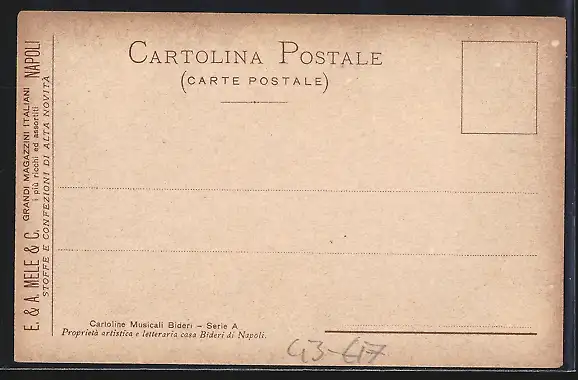 CARTOLINA POSTALE
(CARTE POSTALE)
E. & A. MELE & C. GRANDI MAGAZZINI ITALIANI NAPOLI
i più ricchi ed assortiti
STOFFE E CONFEZIONI DI ALTA NOVITÀ
Cartoline Musicali Bideri – Serie A
Proprietà artistica e letteraria casa Bideri di Napoli.